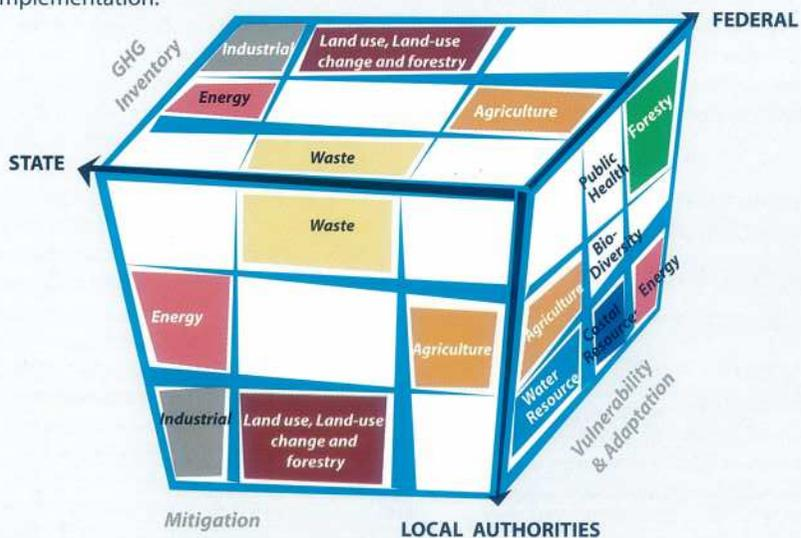 implementation.
FEDERAL
GHG
Inventory
Industrial
Land use, Land-use
change and forestry
Energy
Agriculture
Foresty
STATE
Waste
Public
Health
Waste
Bio-
Diversity
Energy
Agriculture
Energy
Agriculture
Costal
Resource
Water
Resource
Industrial
Land use, Land-use
change and
forestry
Vulnerability
& Adaptation
Mitigation
LOCAL AUTHORITIES